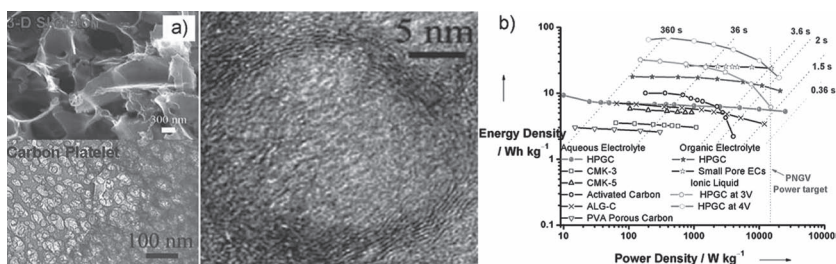 a)
3-D Skeleton
300 nm
Carbon Platelet
100 nm
5 nm
b)
100
10
1
0.1
Energy Density
/ Wh kg⁻¹
360 s
36 s
3.6 s
2 s
1.5 s
0.36 s
Aqueous Electrolyte
HPGC
CMK-3
CMK-5
Activated Carbon
ALG-C
PVA Porous Carbon
Organic Electrolyte
HPGC
Small Pore ECs
Ionic Liquid
HPGC at 3V
HPGC at 4V
PNGV
Power target
10
100
1000
10000
10000
Power Density / W kg⁻¹